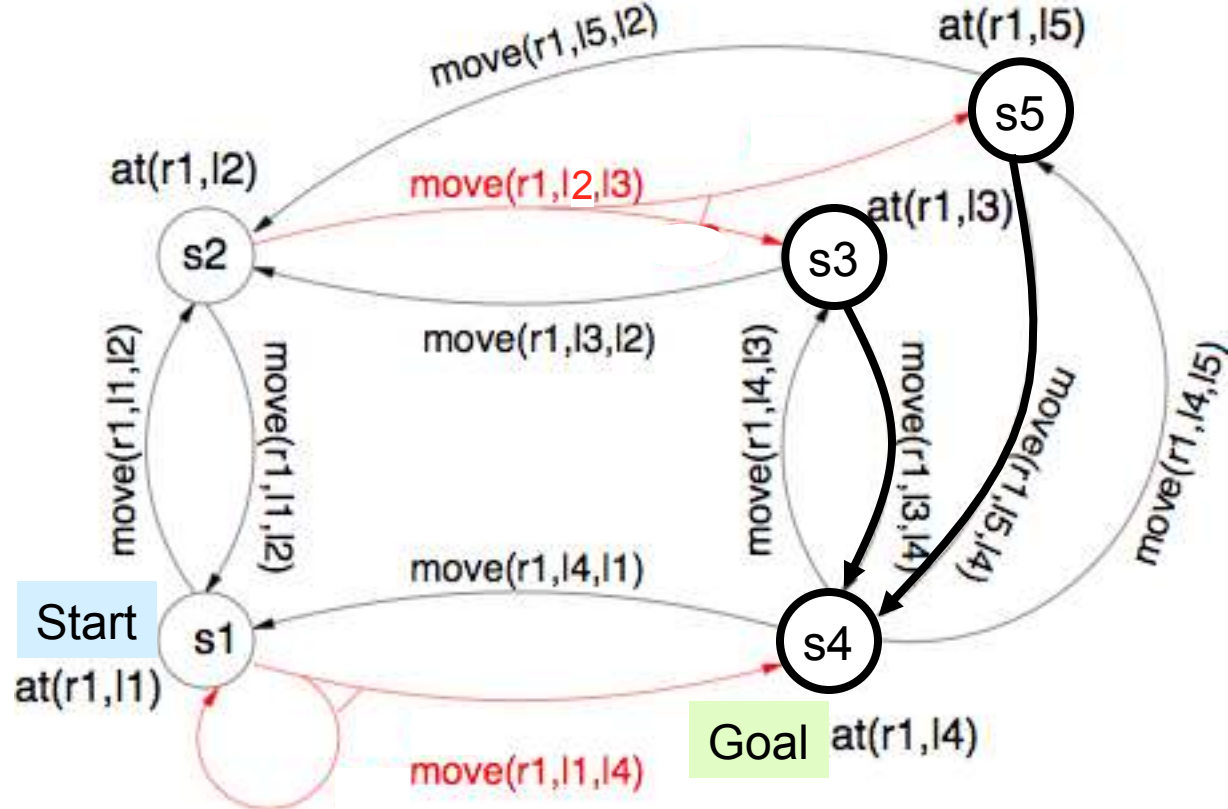 move(r1,l5,l2)
at(r1,l5)
s5
at(r1,l2)
move(r1,l2,l3)
at(r1,l3)
s2
s3
move(r1,l3,l2)
move(r1,l1,l2)
move(r1,l1,l2)
move(r1,l4,l3)
move(r1,l3,l4)
move(r1,l5,l4)
move(r1,l4,l5)
move(r1,l4,l1)
Start
s1
s4
at(r1,l1)
Goal
at(r1,l4)
move(r1,l1,l4)